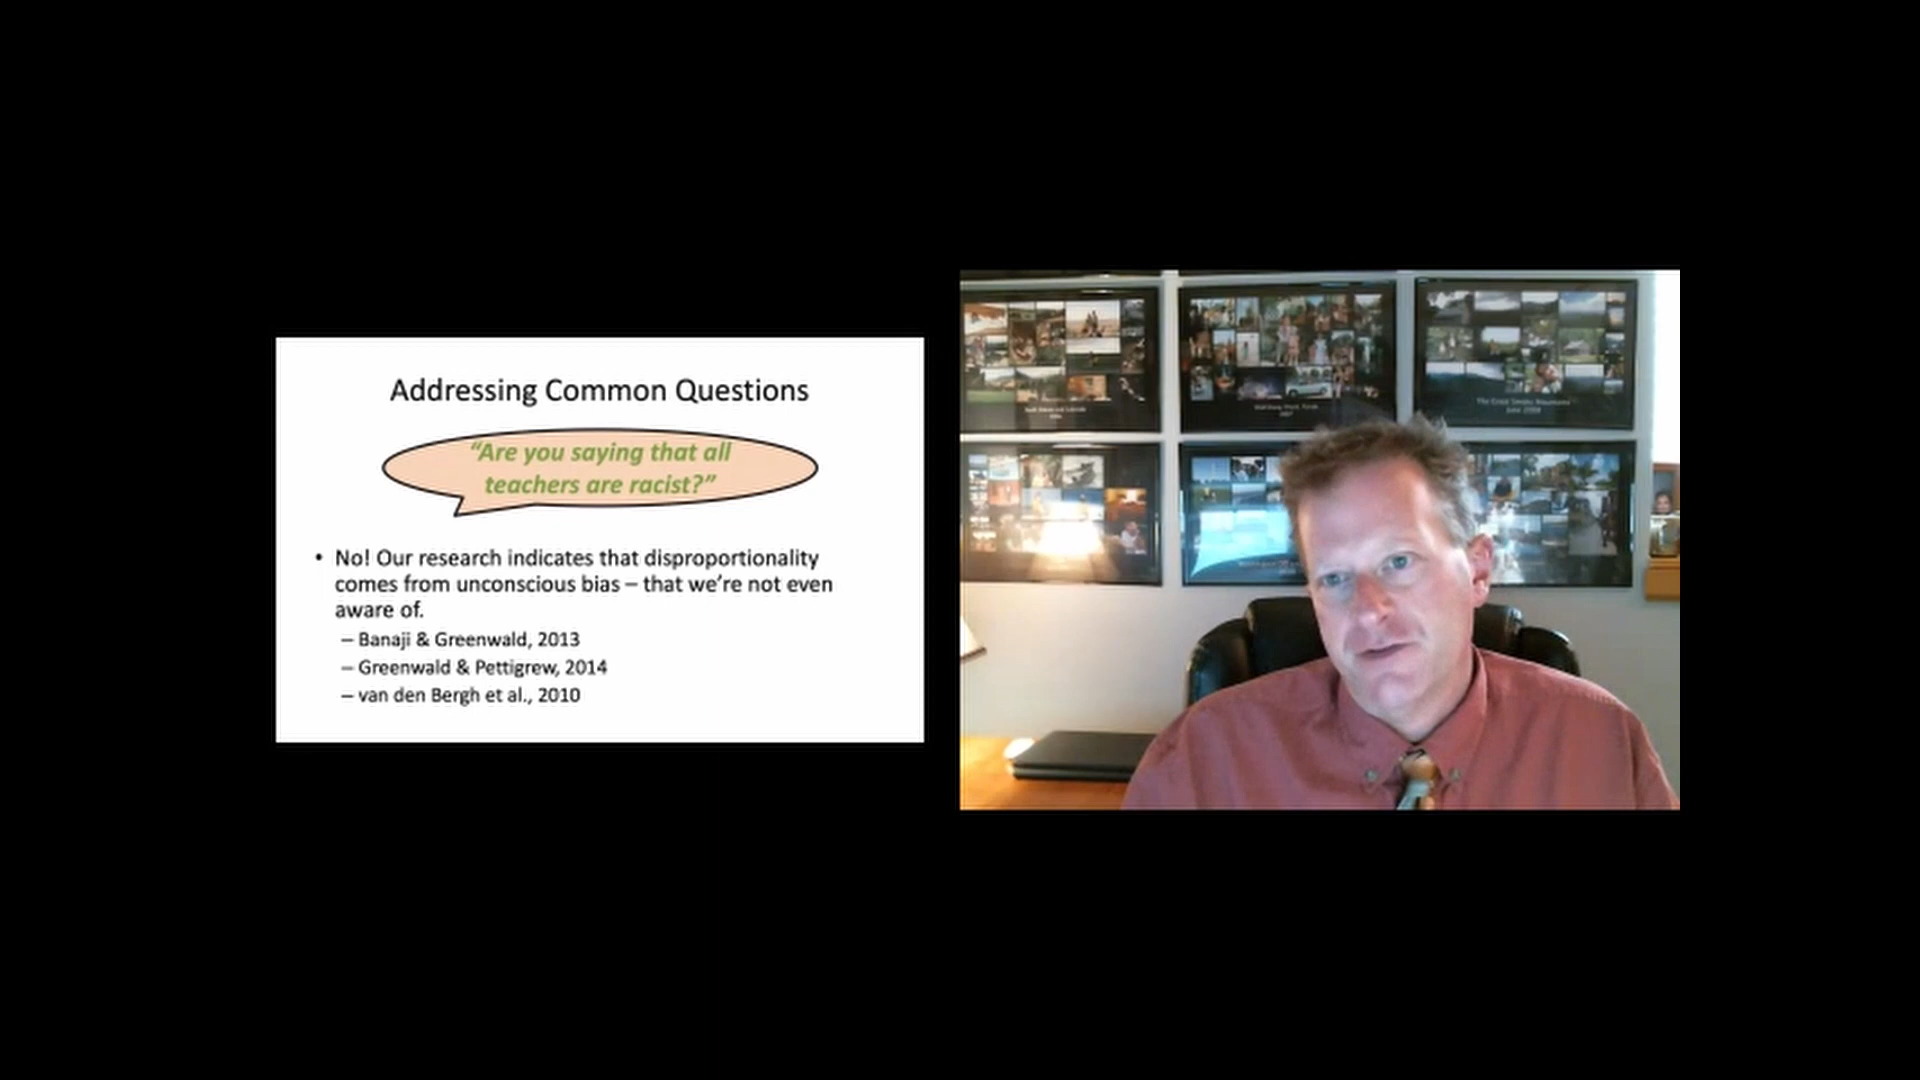 Addressing Common Questions
“Are you saying that all
teachers are racist?”
• No! Our research indicates that disproportionality
comes from unconscious bias – that we’re not even
aware of.
– Banaji & Greenwald, 2013
– Greenwald & Pettigrew, 2014
– van den Bergh et al., 2010